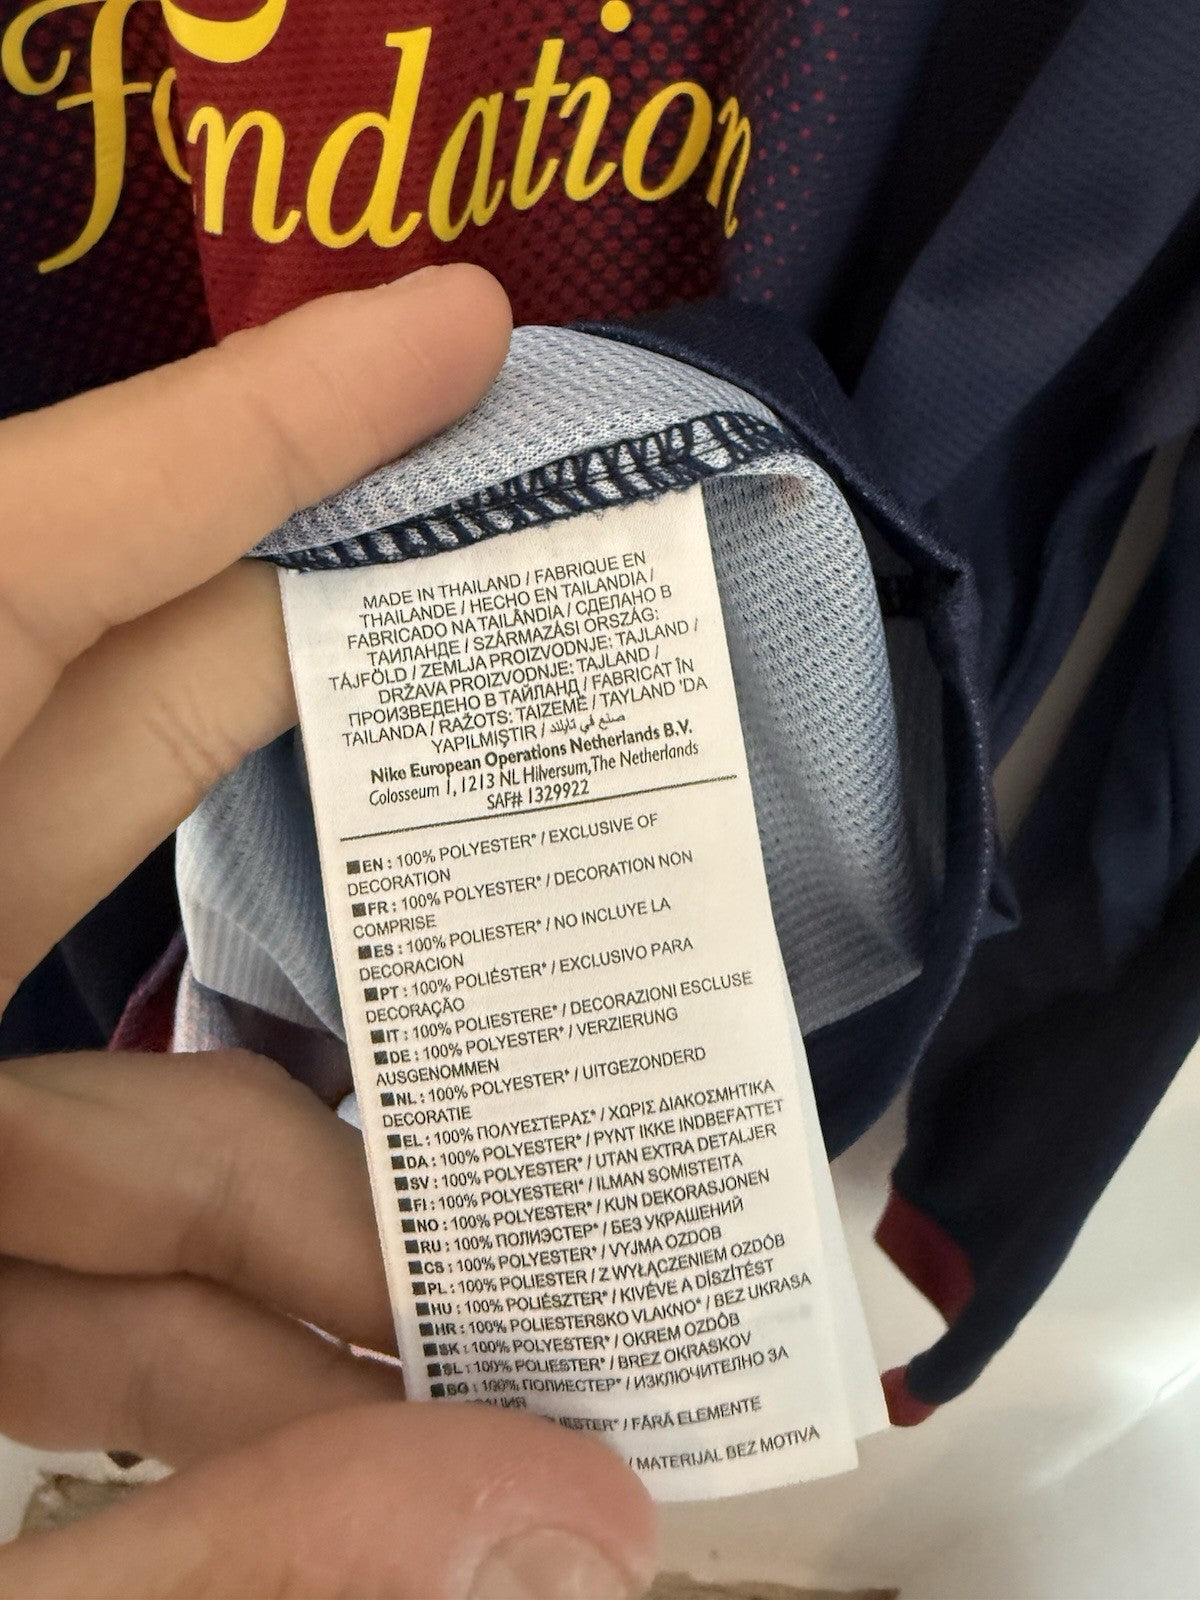 Fondation
MADE IN THAILAND / FABRIQUE EN
THAILANDE / HECHO EN TAILANDIA /
FABRICADO NA TAILÂNDIA / СДЕЛАНО В
ТАИЛАНДЕ / SZÁRMAZÁSI ORSZÁG:
TÁJFÖLD / ZEMLJA PROIZVODNJE: TAJLAND /
DRŽAVA PROIZVODNJE: TAJLAND /
ПРОИЗВЕДЕНО В ТАЙЛАНД / FABRICAT ÎN
TAILANDA / RAŽOTS: TAIZEMĒ / TAYLAND 'DA
YAPILMIŞTIR / صنع في تايلند
Nike European Operations Netherlands B.V.
Colosseum 1, 1213 NL Hilversum,The Netherlands
SAF# 1329922
EN : 100% POLYESTER* / EXCLUSIVE OF
DECORATION
FR : 100% POLYESTER* / DECORATION NON
COMPRISE
ES : 100% POLIESTER* / NO INCLUYE LA
DECORACION
PT : 100% POLIÉSTER* / EXCLUSIVO PARA
DECORAÇÃO
IT : 100% POLIESTERE* / DECORAZIONI ESCLUSE
DE : 100% POLYESTER* / VERZIERUNG
AUSGENOMMEN
NL : 100% POLYESTER* / UITGEZONDERD
DECORATIE
EL : 100% ΠΟΛΥΕΣΤΕΡΑΣ* / ΧΩΡΙΣ ΔΙΑΚΟΣΜΗΤΙΚΑ
DA : 100% POLYESTER* / PYNT IKKE INDBEFATTET
SV : 100% POLYESTER* / UTAN EXTRA DETALJER
FI : 100% POLYESTERI* / ILMAN SOMISTEITA
NO : 100% POLYESTER* / KUN DEKORASJONEN
RU : 100% ПОЛИЭСТЕР* / БЕЗ УКРАШЕНИЙ
CS : 100% POLYESTER* / VYJMA OZDOB
PL : 100% POLIESTER / Z WYŁĄCZENIEM OZDÓB
HU : 100% POLIÉSZTER* / KIVÉVE A DÍSZÍTÉST
HR : 100% POLIESTERSKO VLAKNO* / BEZ UKRASA
SK : 100% POLYESTER* / OKREM OZDÔB
SL : 100% POLIESTER* / BREZ OKRASKOV
BG : 100% ПОЛИЕСТЕР* / ИЗКЛЮЧИТЕЛНО ЗА
/ FĂRĂ ELEMENTE
/ MATERIJAL BEZ MOTIVA